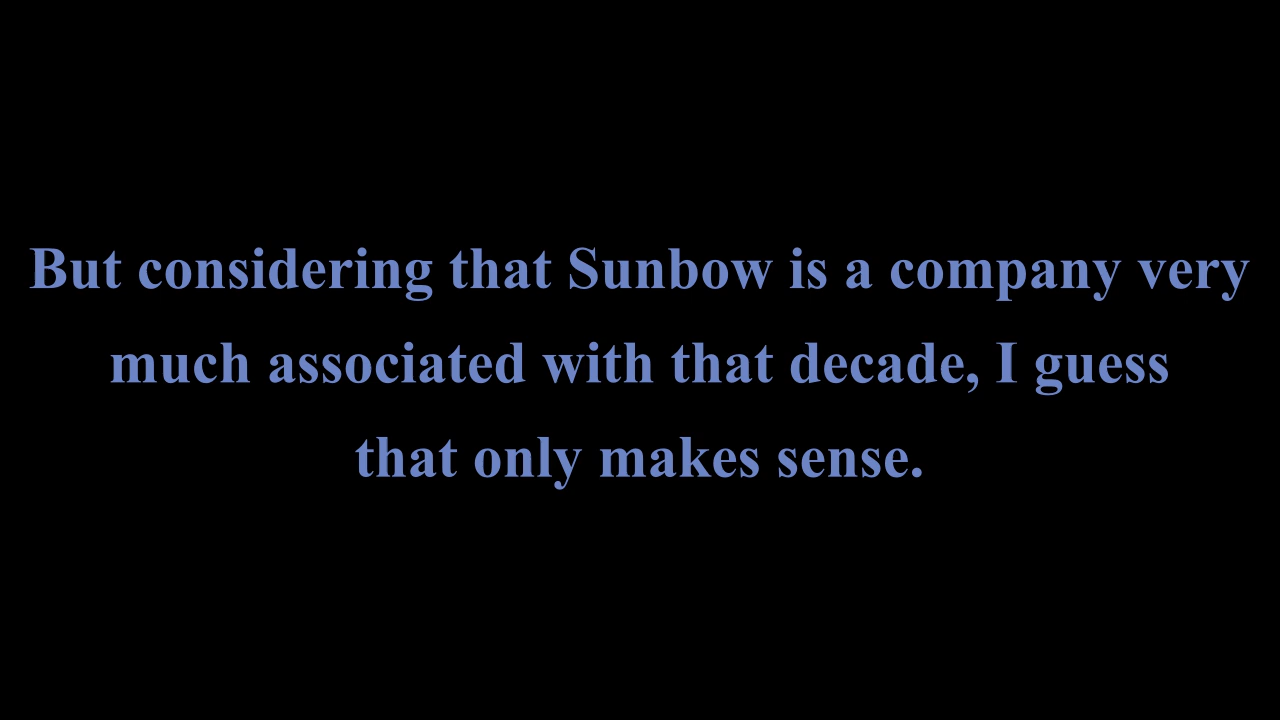 But considering that Sunbow is a company very
much associated with that decade, I guess
that only makes sense.